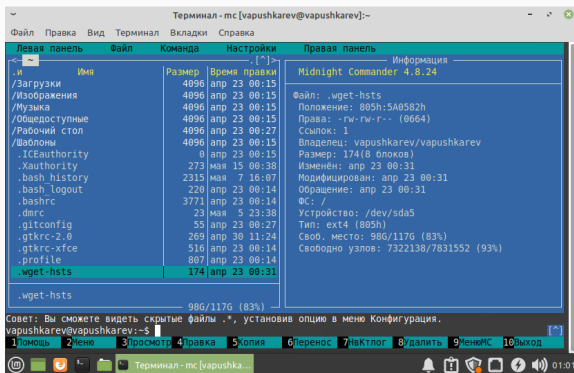 Терминал - mc [vapushkarev@vapushkarev]:~
Файл Правка Вид Терминал Вкладки Справка
Левая панель Файл Команда Настройки Правая панель
<- ~ .[^]>
.и Имя Размер Время правки
/Загрузки 4096 апр 23 00:15
/Изображения 4096 апр 23 00:15
/Музыка 4096 апр 23 00:15
/Общедоступные 4096 апр 23 00:15
/Рабочий стол 4096 апр 23 00:27
/Шаблоны 4096 апр 23 00:15
.ICEauthority 0 апр 23 00:15
.Xauthority 273 мая 15 00:38
.bash_history 2315 мая 7 16:07
.bash_logout 220 апр 23 00:14
.bashrc 3771 апр 23 00:14
.dmrc 23 мая 5 23:38
.gitconfig 55 апр 23 00:27
.gtkrc-2.0 269 апр 30 11:24
.gtkrc-xfce 516 апр 23 00:14
.profile 807 апр 23 00:14
.wget-hsts 174 апр 23 00:31
.wget-hsts
98G/117G (83%)
Информация
Midnight Commander 4.8.24
Файл: .wget-hsts
Положение: 805h:5A0582h
Права: -rw-rw-r-- (0664)
Ссылок: 1
Владелец: vapushkarev/vapushkarev
Размер: 174(8 блоков)
Изменён: апр 23 00:31
Модифицирован: апр 23 00:31
Обращение: апр 23 00:31
ФС: /
Устройство: /dev/sda5
Тип: ext4 (805h)
Своб. место: 98G/117G (83%)
Свободно узлов: 7322138/7831552 (93%)
Совет: Вы сможете видеть скрытые файлы .*, установив опцию в меню Конфигурация.
vapushkarev@vapushkarev:~$ [^]
1Помощь 2Меню 3Просмотр 4Правка 5Копия 6Перенос 7НвКтлог 8Удалить 9МенюMC 10Выход
Терминал - mc [vapushka... 01:01